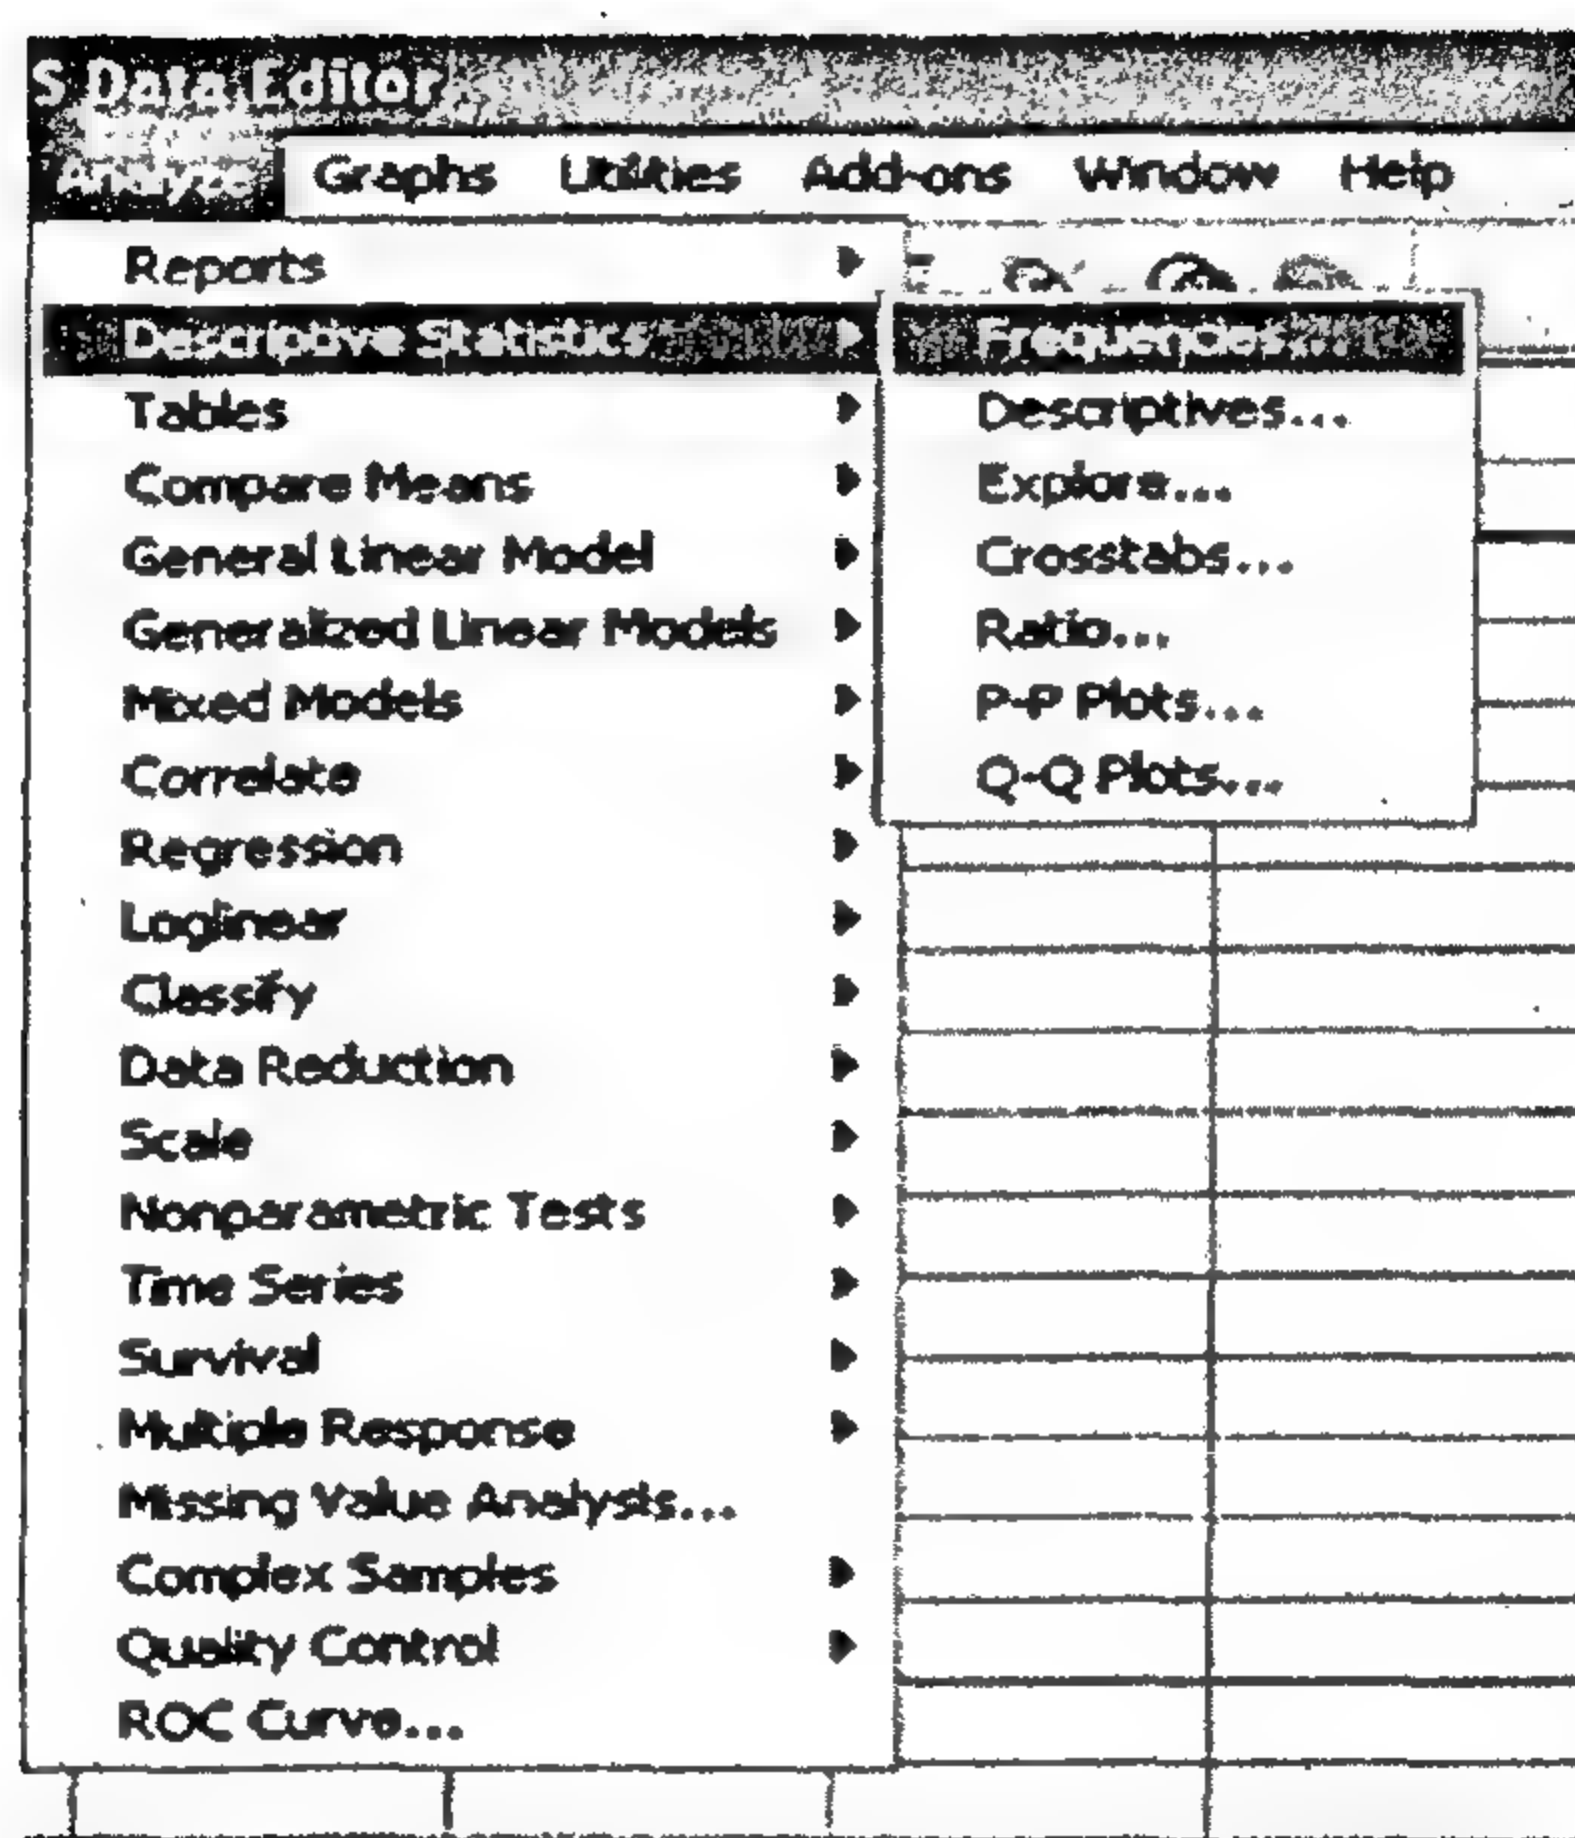 S Data Editor
Analyze Graphs Utilities Add-ons Window Help
Reports
Descriptive Statistics
Tables
Compare Means
General Linear Model
Generalized Linear Models
Mixed Models
Correlate
Regression
Loglinear
Classify
Data Reduction
Scale
Nonparametric Tests
Time Series
Survival
Multiple Response
Missing Value Analysis...
Complex Samples
Quality Control
ROC Curve...
Frequencies...
Descriptives...
Explore...
Crosstabs...
Ratio...
P-P Plots...
Q-Q Plots...